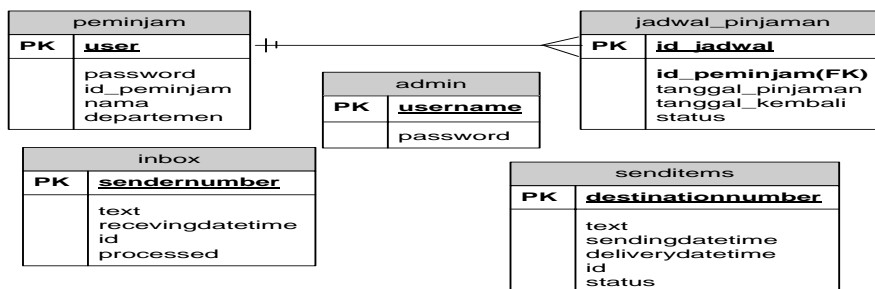 peminjam
PK user
password
id_peminjam
nama
departemen
jadwal_pinjaman
PK id_jadwal
id_peminjam(FK)
tanggal_pinjaman
tanggal_kembali
status
admin
PK username
password
inbox
PK sendernumber
text
recevingdatetime
id
processed
senditems
PK destinationnumber
text
sendingdatetime
deliverydatetime
id
status